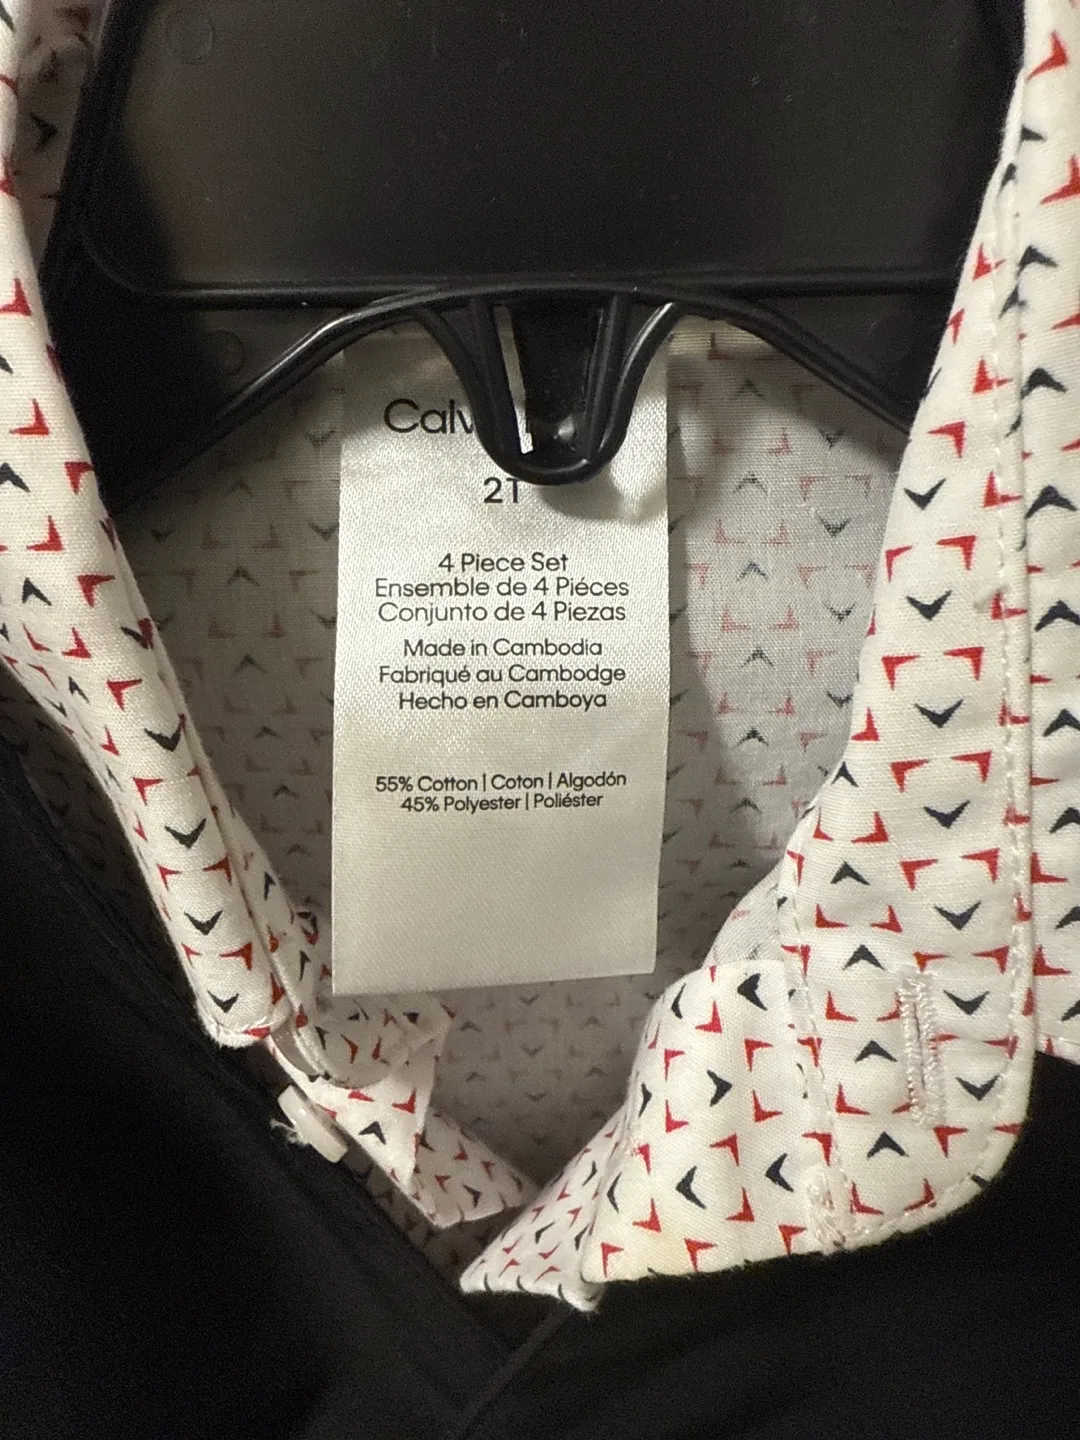 2T
4 Piece Set
Ensemble de 4 Piéces
Conjunto de 4 Piezas
Made in Cambodia
Fabriqué au Cambodge
Hecho en Camboya
55% Cotton | Coton | Algodón
45% Polyester | Poliéster